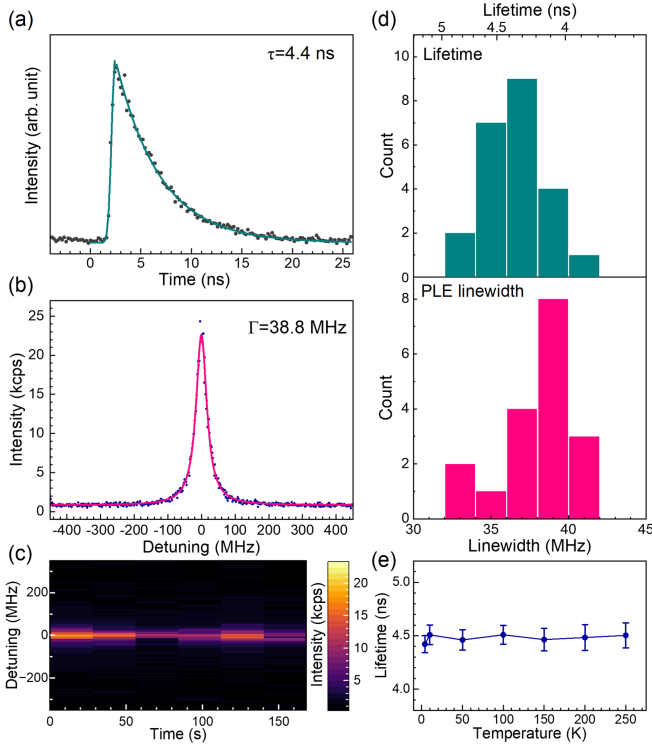 (a)
τ=4.4 ns
Intensity (arb. unit)
0 5 10 15 20 25
Time (ns)
(b)
Γ=38.8 MHz
25
20
15
10
5
0
Intensity (kcps)
-400 -300 -200 -100 0 100 200 300 400
Detuning (MHz)
(c)
200
0
−200
Detuning (MHz)
0 50 100 150
Time (s)
20
15
10
5
Intensity (kcps)
(d)
Lifetime (ns)
5 4.5 4
Lifetime
10
8
6
4
2
0
Count
PLE linewidth
8
6
4
2
0
Count
30 35 40 45
Linewidth (MHz)
(e)
5.0
4.5
4.0
Lifetime (ns)
0 50 100 150 200 250
Temperature (K)